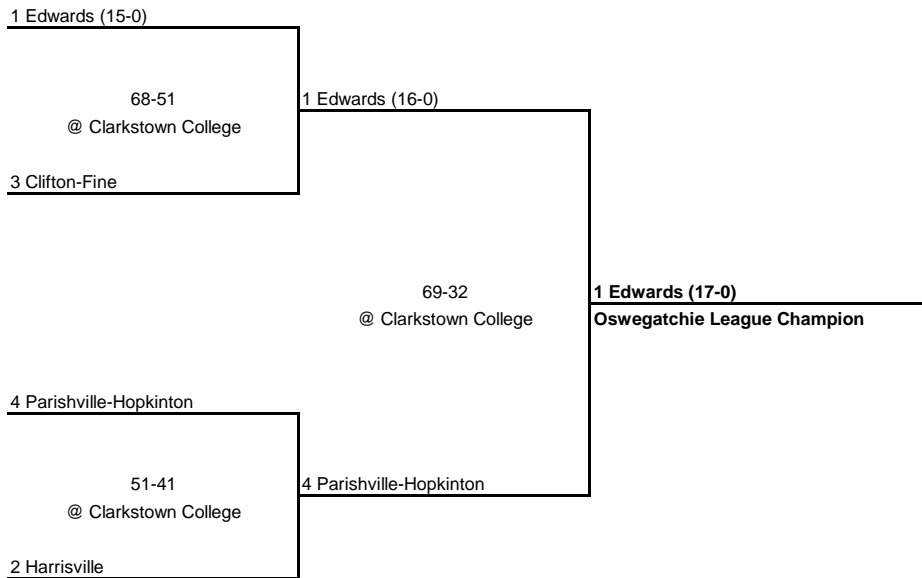 1 Edwards (15-0)
68-51
@ Clarkstown College
1 Edwards (16-0)
3 Clifton-Fine
69-32
@ Clarkstown College
1 Edwards (17-0)
Oswegatchie League Champion
4 Parishville-Hopkinton
51-41
@ Clarkstown College
4 Parishville-Hopkinton
2 Harrisville